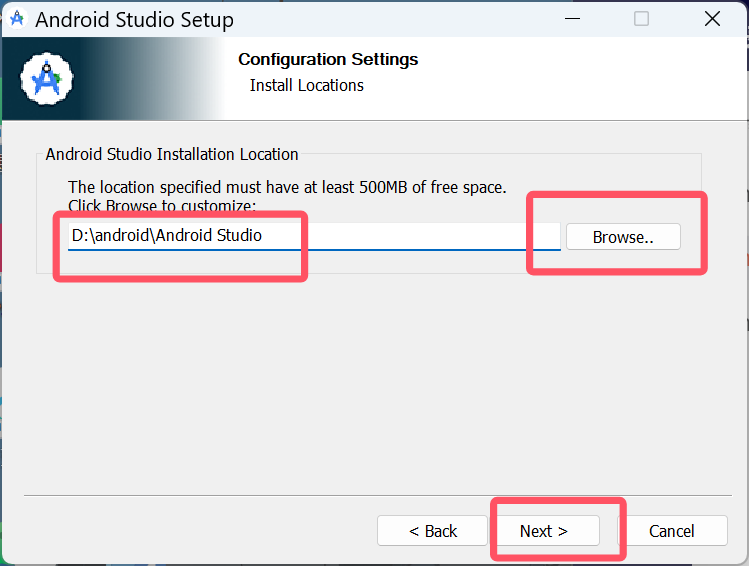 Android Studio Setup
Configuration Settings
Install Locations
Android Studio Installation Location
The location specified must have at least 500MB of free space.
Click Browse to customize:
D:\android\Android Studio
Browse..
< Back
Next >
Cancel